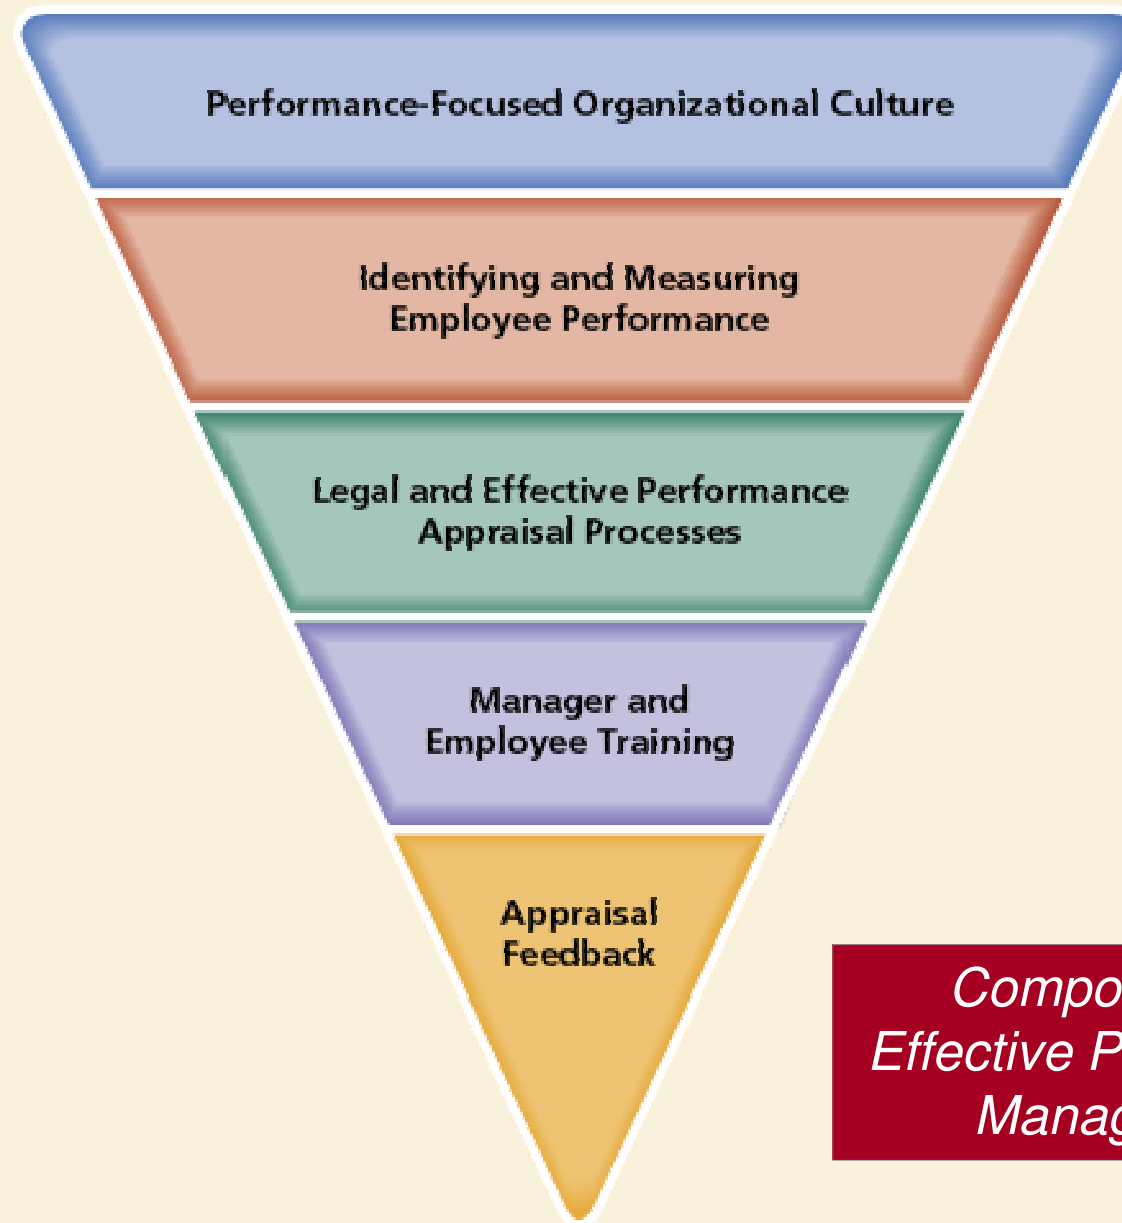 Performance-Focused Organizational Culture
Identifying and Measuring
Employee Performance
Legal and Effective Performance
Appraisal Processes
Manager and
Employee Training
Appraisal
Feedback
Effective